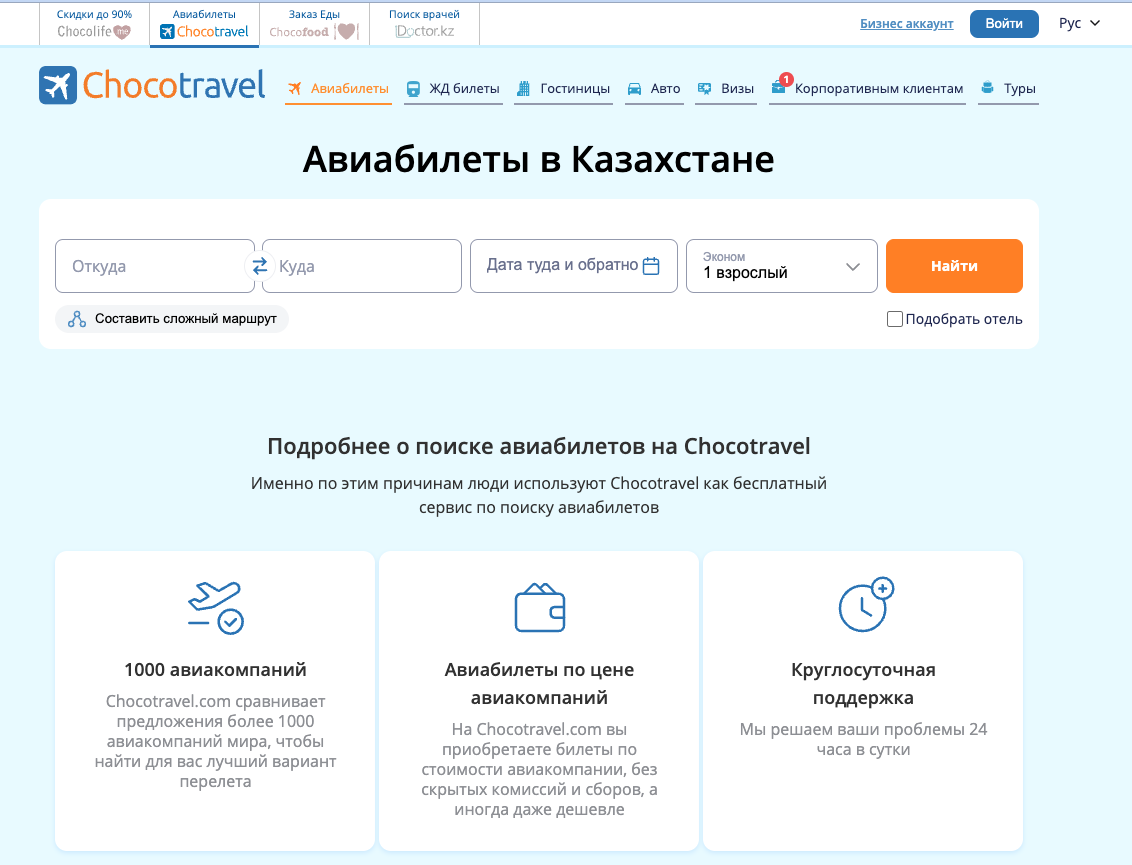 Скидки до 90%
Chocolife me
Авиабилеты
Chocotravel
Заказ Еды
Chocofood
Поиск врачей
iDoctor.kz
Бизнес аккаунт
Войти
Рус
Chocotravel
Авиабилеты
ЖД билеты
Гостиницы
Авто
Визы
1
Корпоративным клиентам
Туры
Авиабилеты в Казахстане
Откуда
Куда
Дата туда и обратно
Эконом
1 взрослый
Найти
Составить сложный маршрут
Подобрать отель
Подробнее о поиске авиабилетов на Chocotravel
Именно по этим причинам люди используют Chocotravel как бесплатный
сервис по поиску авиабилетов
1000 авиакомпаний
Chocotravel.com сравнивает
предложения более 1000
авиакомпаний мира, чтобы
найти для вас лучший вариант
перелета
Авиабилеты по цене
авиакомпаний
На Chocotravel.com вы
приобретаете билеты по
стоимости авиакомпании, без
скрытых комиссий и сборов, а
иногда даже дешевле
Круглосуточная
поддержка
Мы решаем ваши проблемы 24
часа в сутки